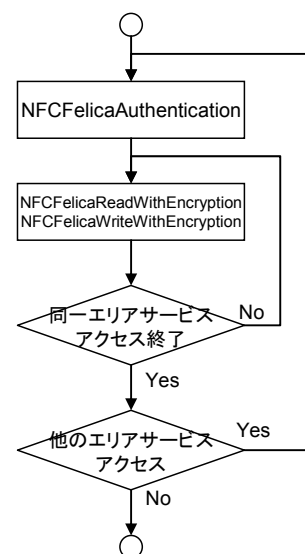 NFCFelicaAuthentication
NFCFelicaReadWithEncryption
NFCFelicaWriteWithEncryption
同一エリアサービス
アクセス終了
No
Yes
他のエリアサービス
アクセス
Yes
No